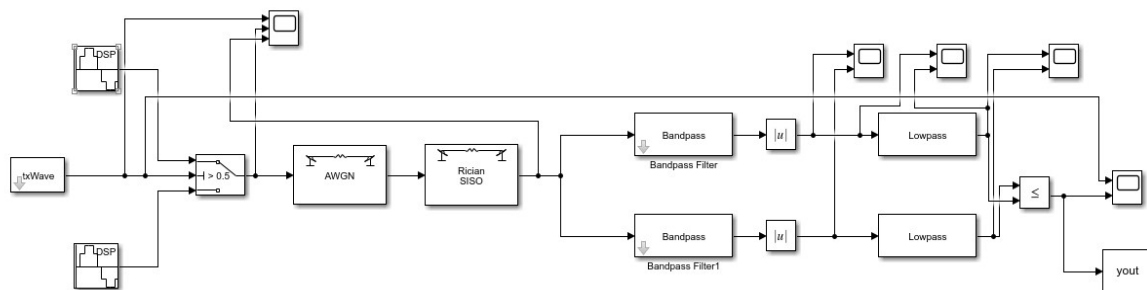 DSP
txWave
> 0.5
AWGN
Rician
SISO
Bandpass
Bandpass Filter
|u|
Lowpass
≤
DSP
Bandpass
Bandpass Filter1
|u|
Lowpass
yout